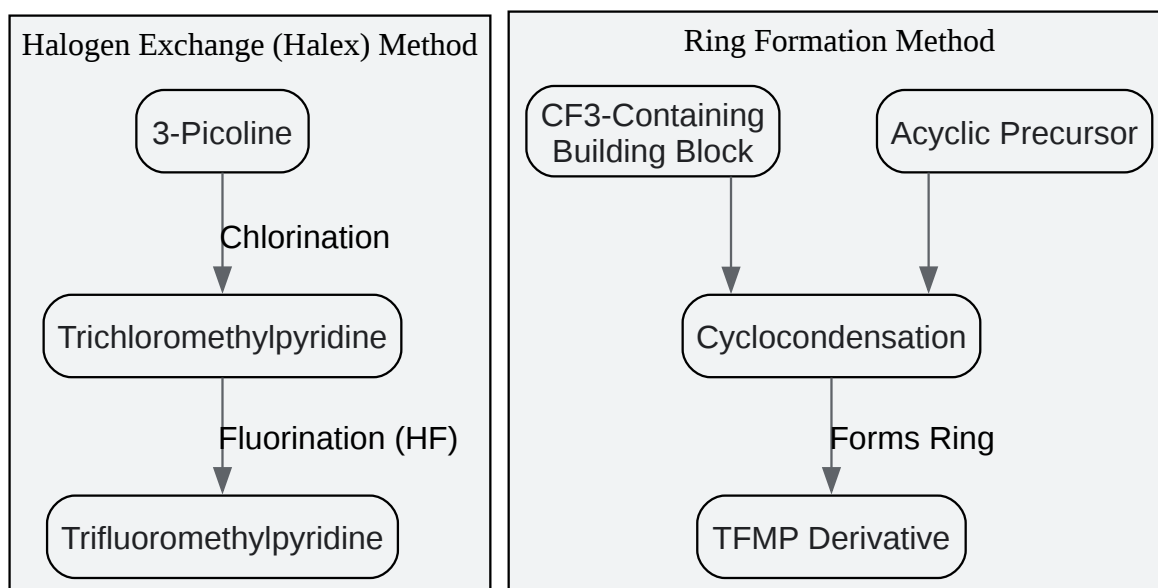 Halogen Exchange (Halex) Method
3-Picoline
Chlorination
Trichloromethylpyridine
Fluorination (HF)
Trifluoromethylpyridine
Ring Formation Method
CF3-Containing
Building Block
Acyclic Precursor
Cyclocondensation
Forms Ring
TFMP Derivative